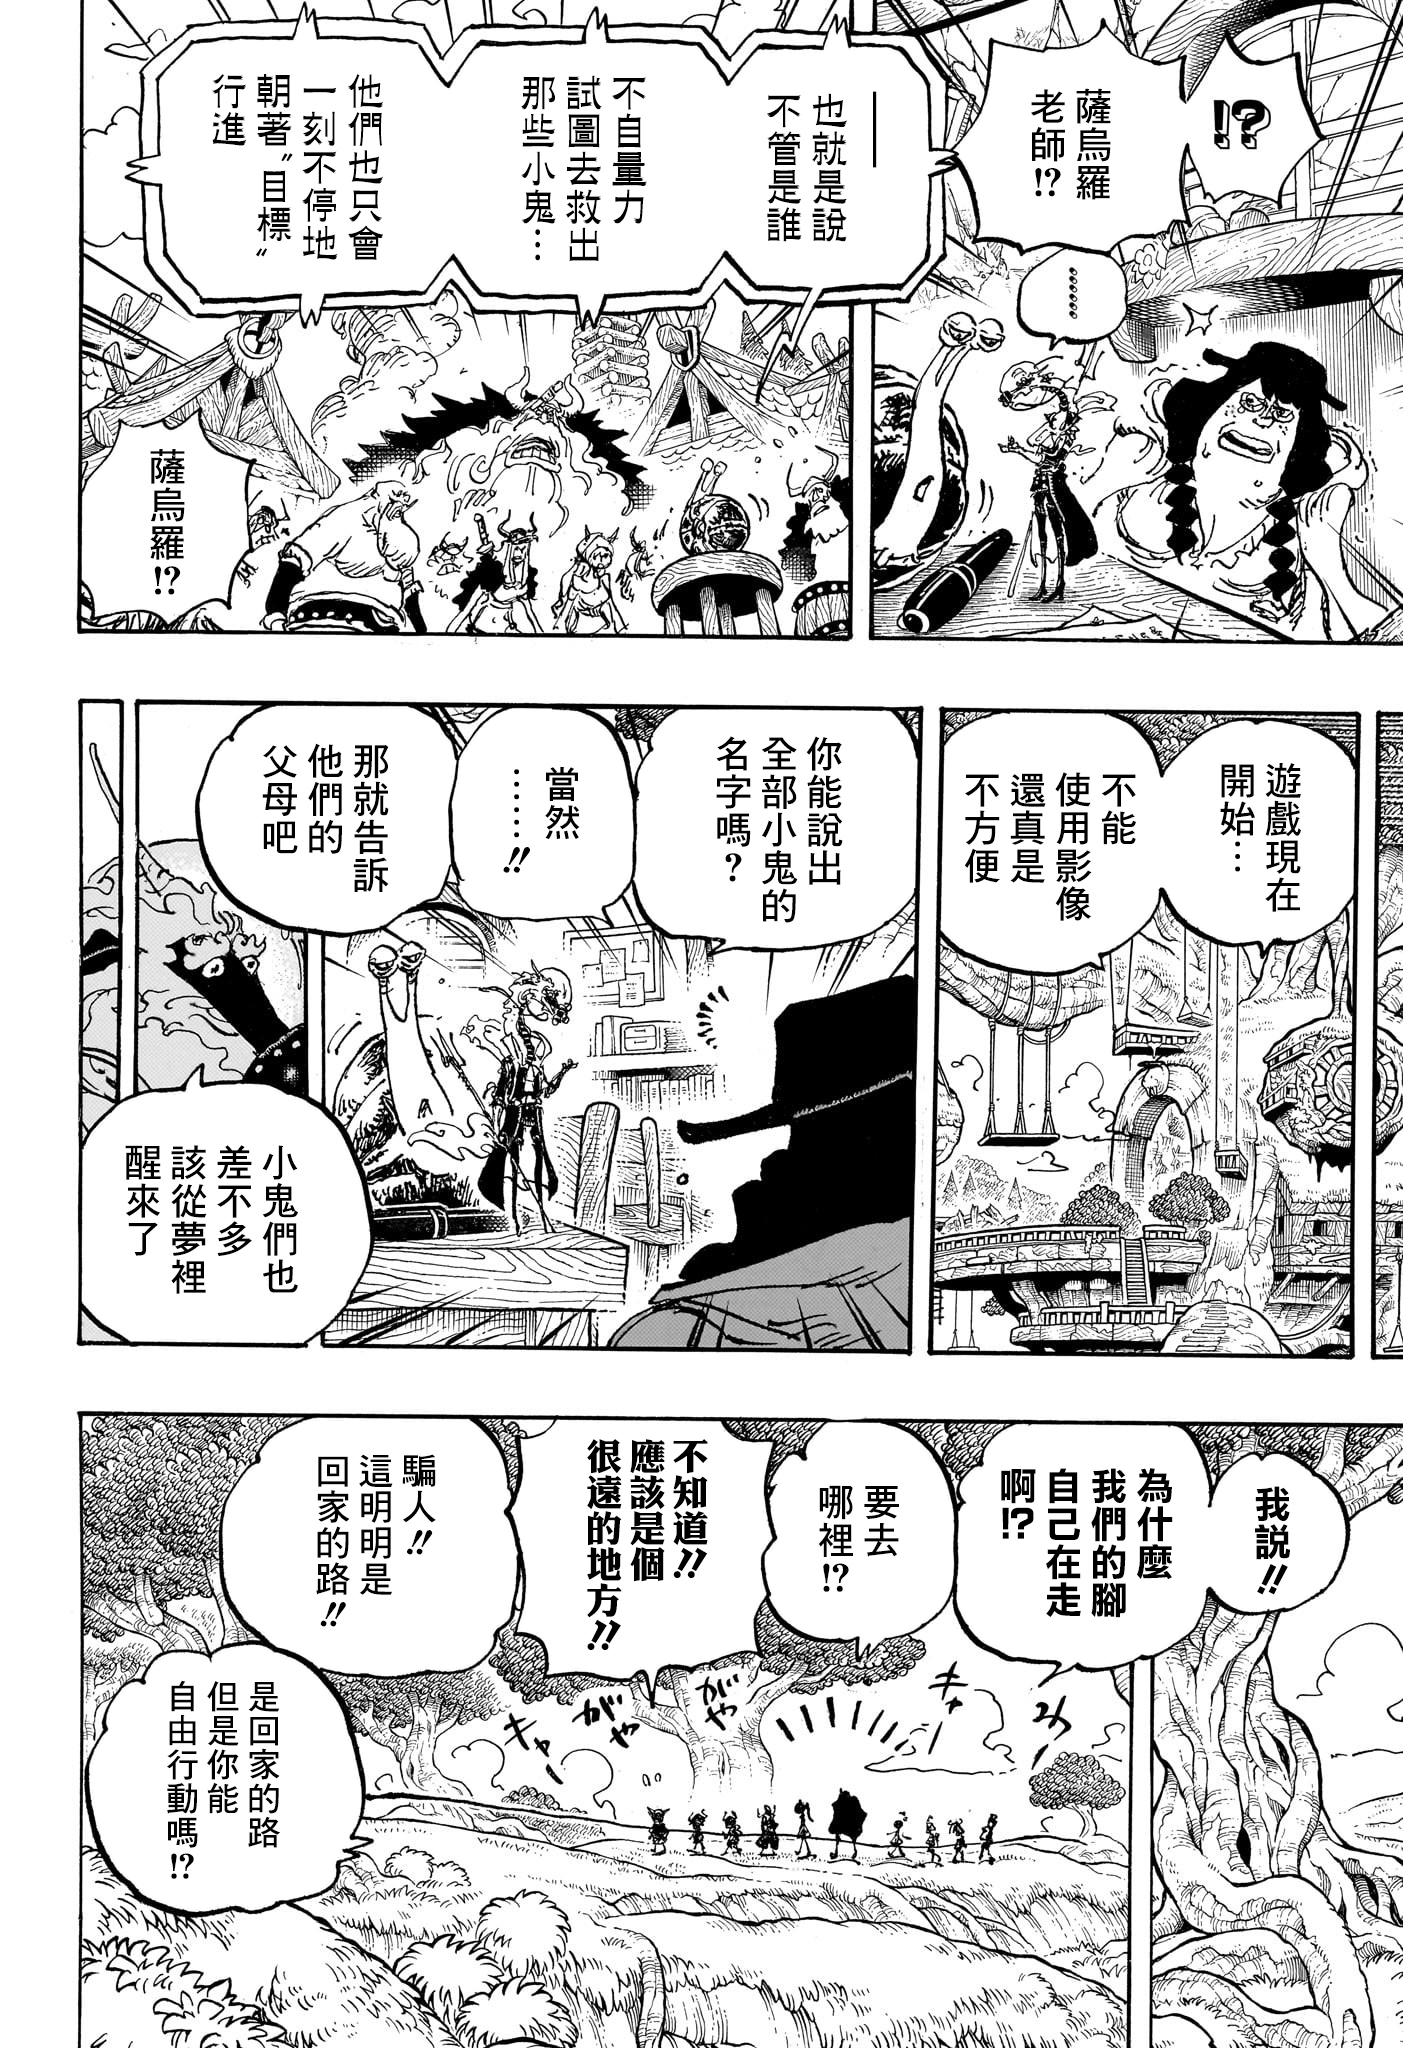 !?
薩烏羅
老師!?
……
——
也就是說
不管是誰
不自量力
試圖去救出
那些小鬼…
他們也只會
一刻不停地
朝著〝目標〞
行進
薩烏羅!?
遊戲現在
開始…
不能
使用影像
還真是
不方便
你能說出
全部小鬼的
名字嗎?
當然
……!!
那就告訴
他們的
父母吧
小鬼們也
差不多
該從夢裡
醒來了
我説!!
為什麼
我們的腳
自己在走
啊!?
要去
哪裡!?
不知道!!
應該是個
很遠的地方!!
騙人!!
這明明是
回家的路!!
是回家的路
但是你能
自由行動嗎!?
ガヤ
ガヤ
キャー